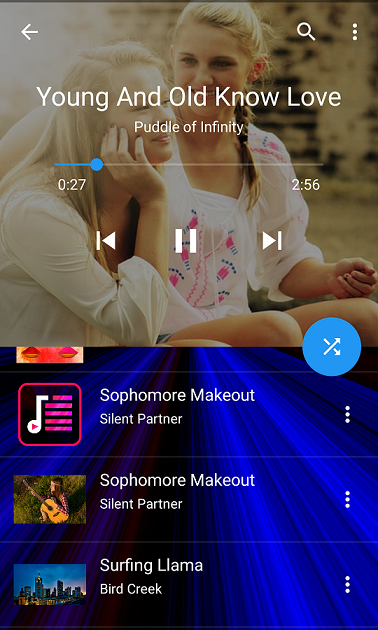 Young And Old Know Love
Puddle of Infinity
0:27
2:56
Sophomore Makeout
Silent Partner
Sophomore Makeout
Silent Partner
Surfing Llama
Bird Creek